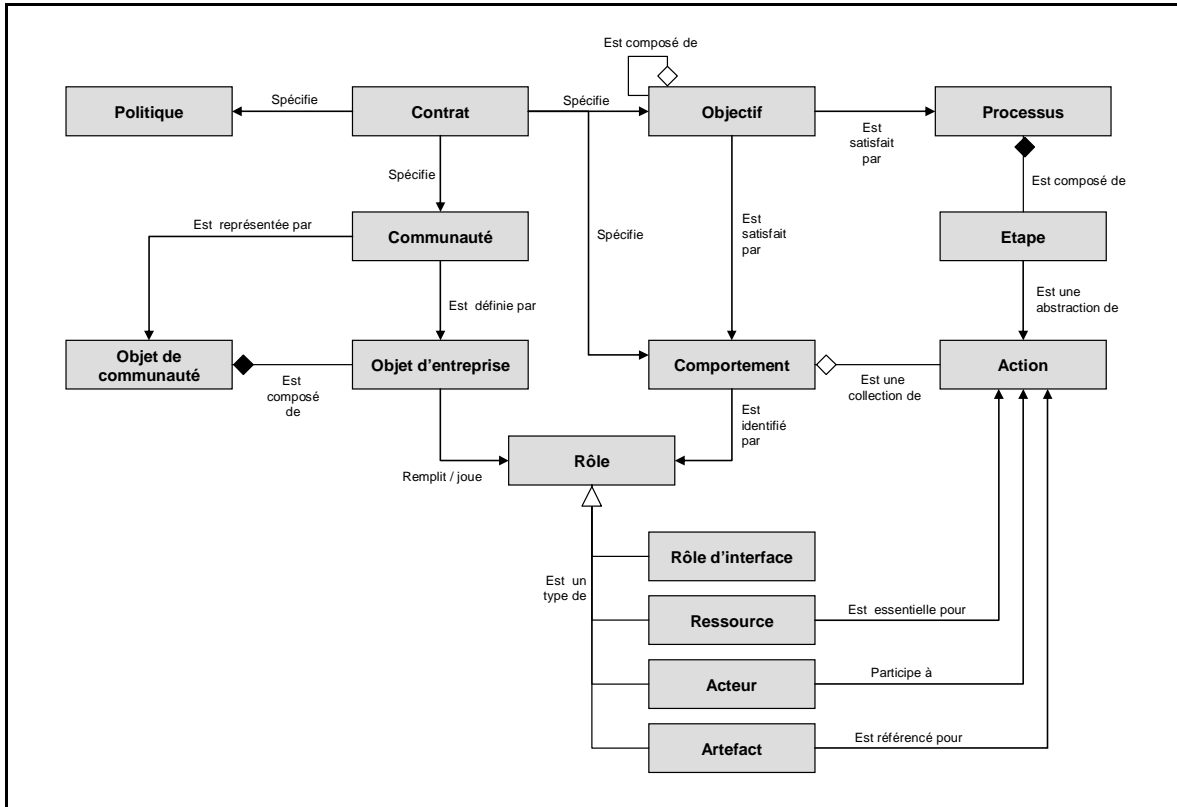 Est composé de
Politique
Spécifie
Contrat
Spécifie
Objectif
Est
satisfait
par
Processus
Spécifie
Est composé de
Est représentée par
Communauté
Spécifie
Est
satisfait
par
Etape
Est définie par
Est une
abstraction de
Objet de
communauté
Est
composé
de
Objet d'entreprise
Comportement
Est une
collection de
Action
Est
identifié
par
Remplit / joue
Rôle
Est un
type de
Rôle d'interface
Ressource
Est essentielle pour
Acteur
Participe à
Artefact
Est référencé pour